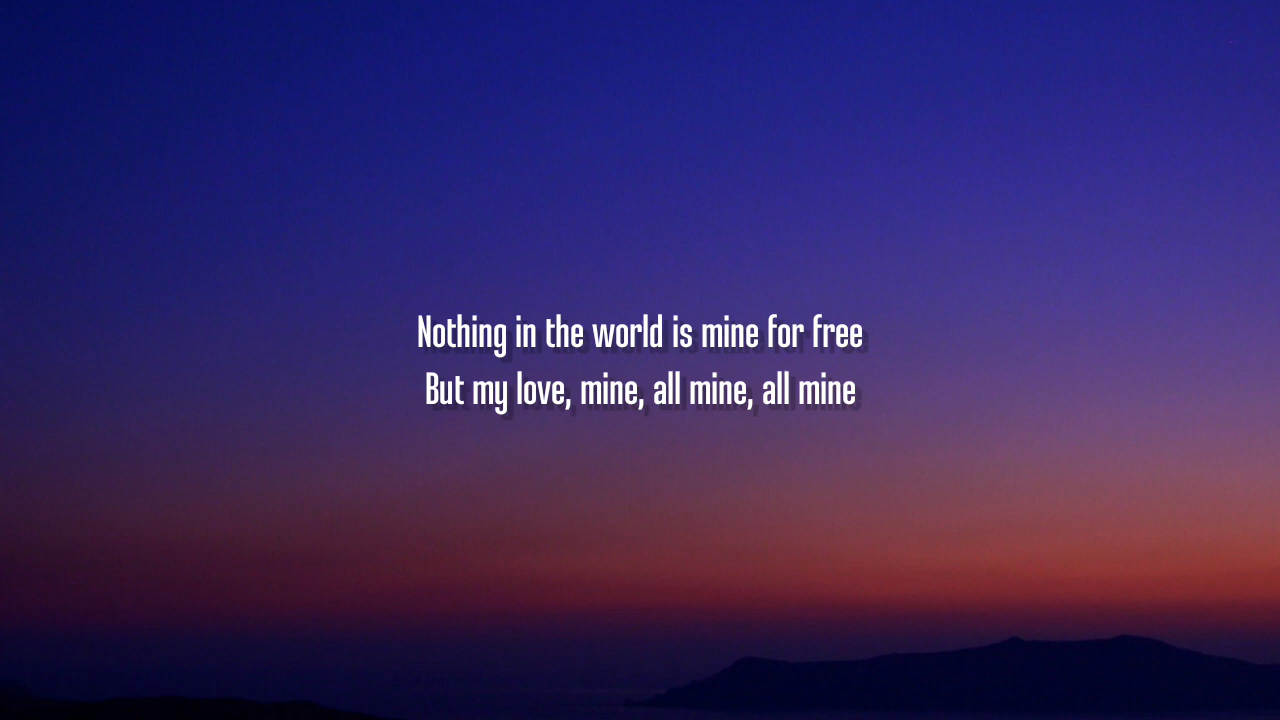 Nothing in the world is mine for free
But my love, mine, all mine, all mine